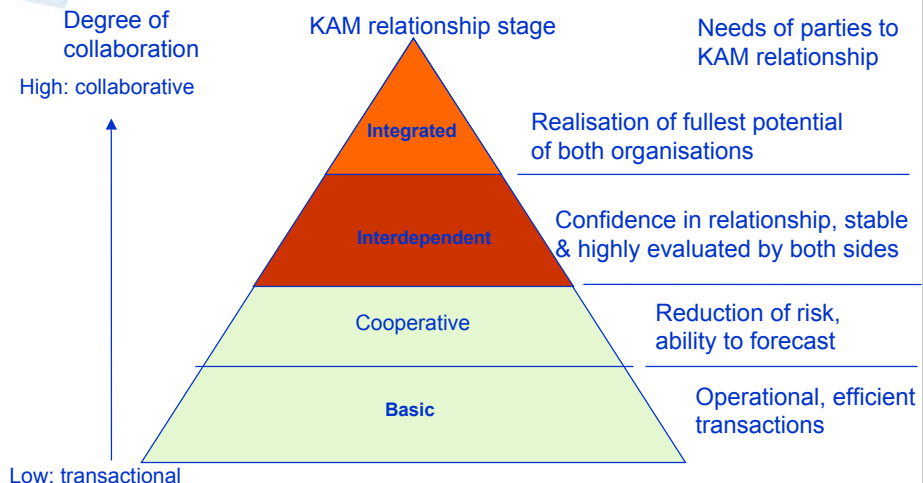 Degree of
collaboration
KAM relationship stage
Needs of parties to
KAM relationship
High: collaborative
Integrated
Realisation of fullest potential
of both organisations
Interdependent
Confidence in relationship, stable
& highly evaluated by both sides
Cooperative
Reduction of risk,
ability to forecast
Basic
Operational, efficient
transactions
Low: transactional